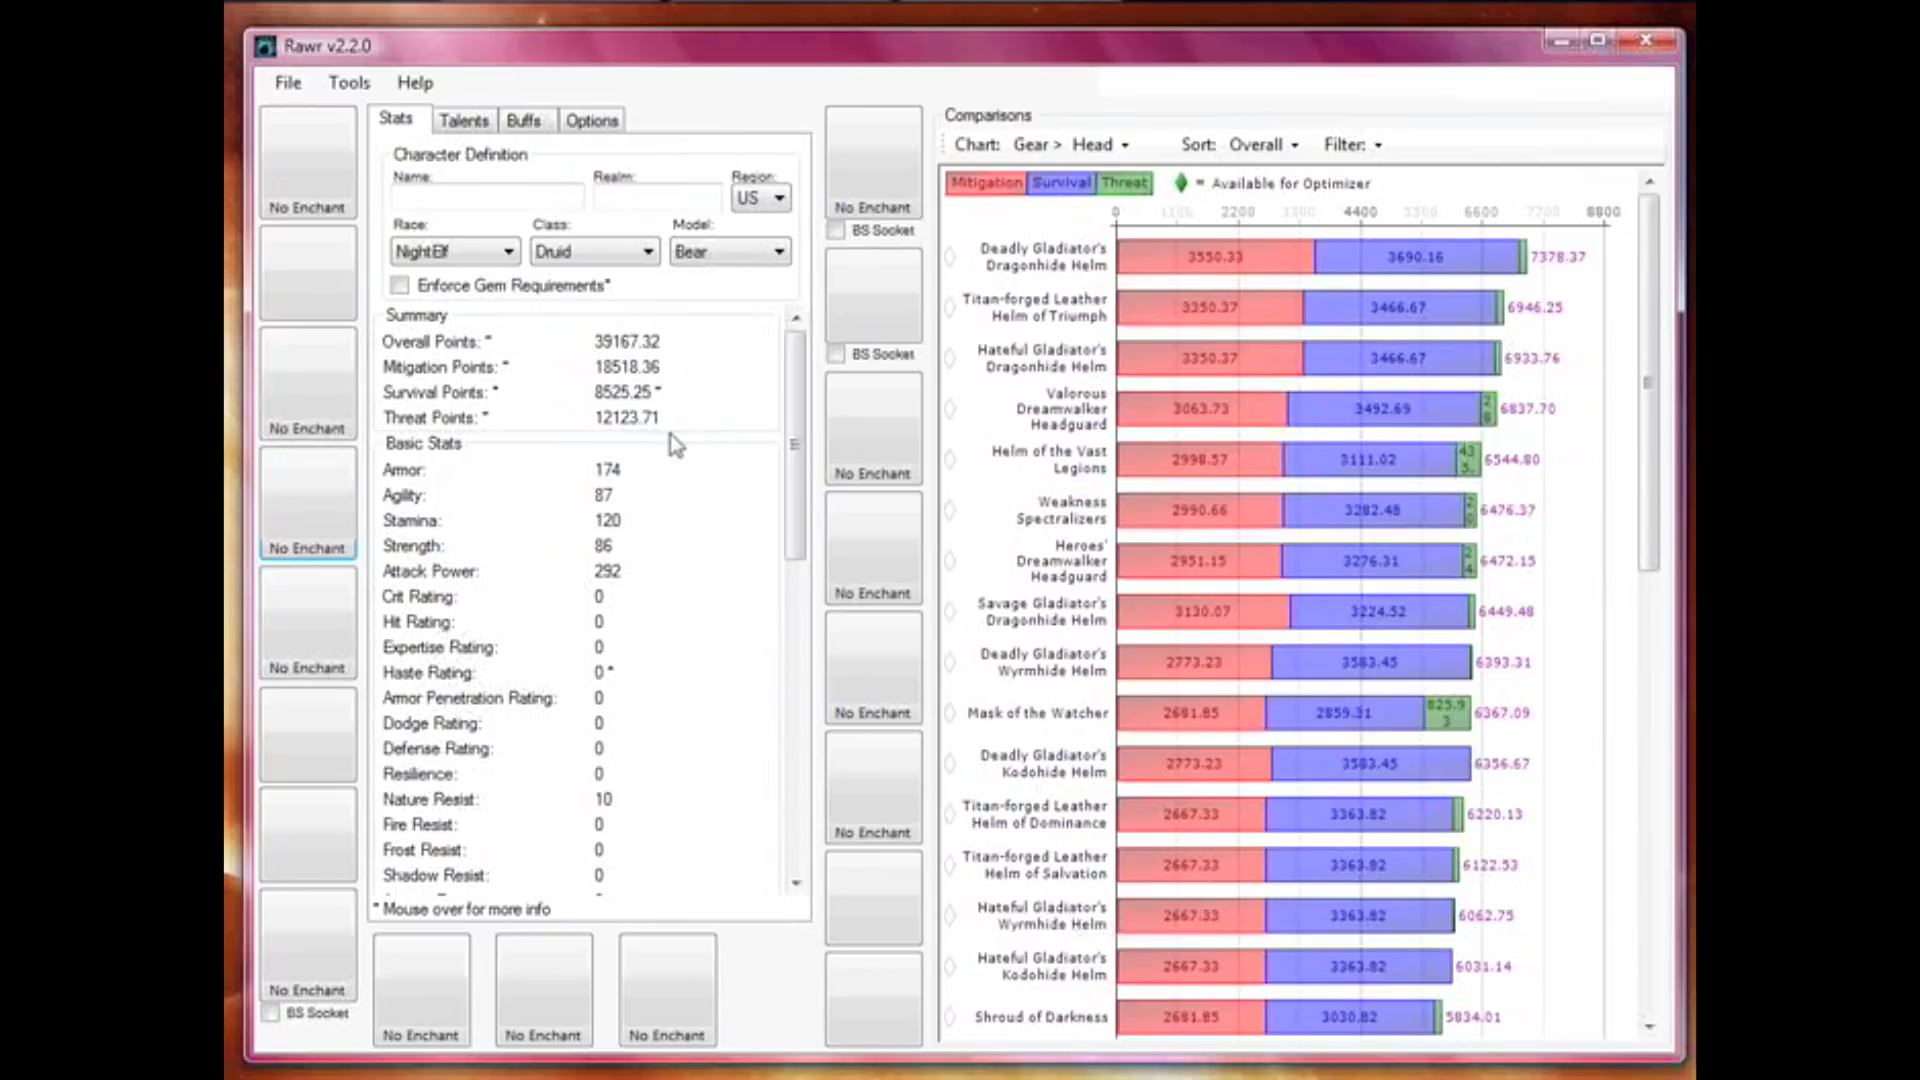 Rawr v2.2.0
File Tools Help
No Enchant
No Enchant
No Enchant
No Enchant
No Enchant
BS Socket
Stats Talents Buffs Options
Character Definition
Name: Realm: Region:
US
Race: Class: Model:
NightElf Druid Bear
Enforce Gem Requirements*
Summary
Overall Points: * 39167.32
Mitigation Points: * 18518.36
Survival Points: * 8525.25 *
Threat Points: * 12123.71
Basic Stats
Armor: 174
Agility: 87
Stamina: 120
Strength: 86
Attack Power: 292
Crit Rating: 0
Hit Rating: 0
Expertise Rating: 0
Haste Rating: 0 *
Armor Penetration Rating: 0
Dodge Rating: 0
Defense Rating: 0
Resilience: 0
Nature Resist: 10
Fire Resist: 0
Frost Resist: 0
Shadow Resist: 0
* Mouse over for more info
No Enchant No Enchant No Enchant
No Enchant
BS Socket
BS Socket
No Enchant
No Enchant
No Enchant
No Enchant
Comparisons
Chart: Gear > Head Sort: Overall Filter:
Mitigation Survival Threat = Available for Optimizer
0 1100 2200 3300 4400 5500 6600 7700 8800
Deadly Gladiator's
Dragonhide Helm
3550.33 3690.16 7378.37
Titan-forged Leather
Helm of Triumph
3350.37 3466.67 6946.25
Hateful Gladiator's
Dragonhide Helm
3350.37 3466.67 6933.76
Valorous
Dreamwalker
Headguard
3063.73 3492.69 6837.70
Helm of the Vast
Legions
2998.57 3111.02 435. 6544.80
Weakness
Spectralizers
2990.66 3282.48 6476.37
Heroes'
Dreamwalker
Headguard
2951.15 3276.31 6472.15
Savage Gladiator's
Dragonhide Helm
3130.07 3224.52 6449.48
Deadly Gladiator's
Wyrmhide Helm
2773.23 3583.45 6393.31
Mask of the Watcher
2681.85 2859.31 825.93 6367.09
Deadly Gladiator's
Kodohide Helm
2773.23 3583.45 6356.67
Titan-forged Leather
Helm of Dominance
2667.33 3363.82 6220.13
Titan-forged Leather
Helm of Salvation
2667.33 3363.82 6122.53
Hateful Gladiator's
Wyrmhide Helm
2667.33 3363.82 6062.75
Hateful Gladiator's
Kodohide Helm
2667.33 3363.82 6031.14
Shroud of Darkness
2681.85 3030.82 5834.01